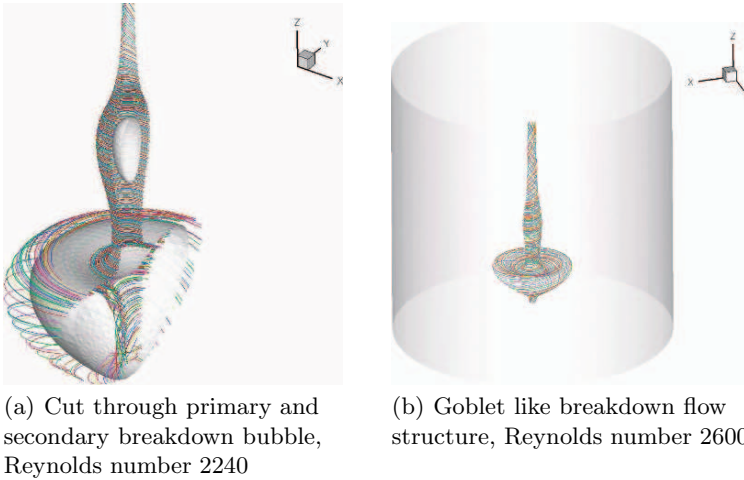 Z
Y
X
Z
X
(a) Cut through primary and
secondary breakdown bubble,
Reynolds number 2240
(b) Goblet like breakdown flow
structure, Reynolds number 2600